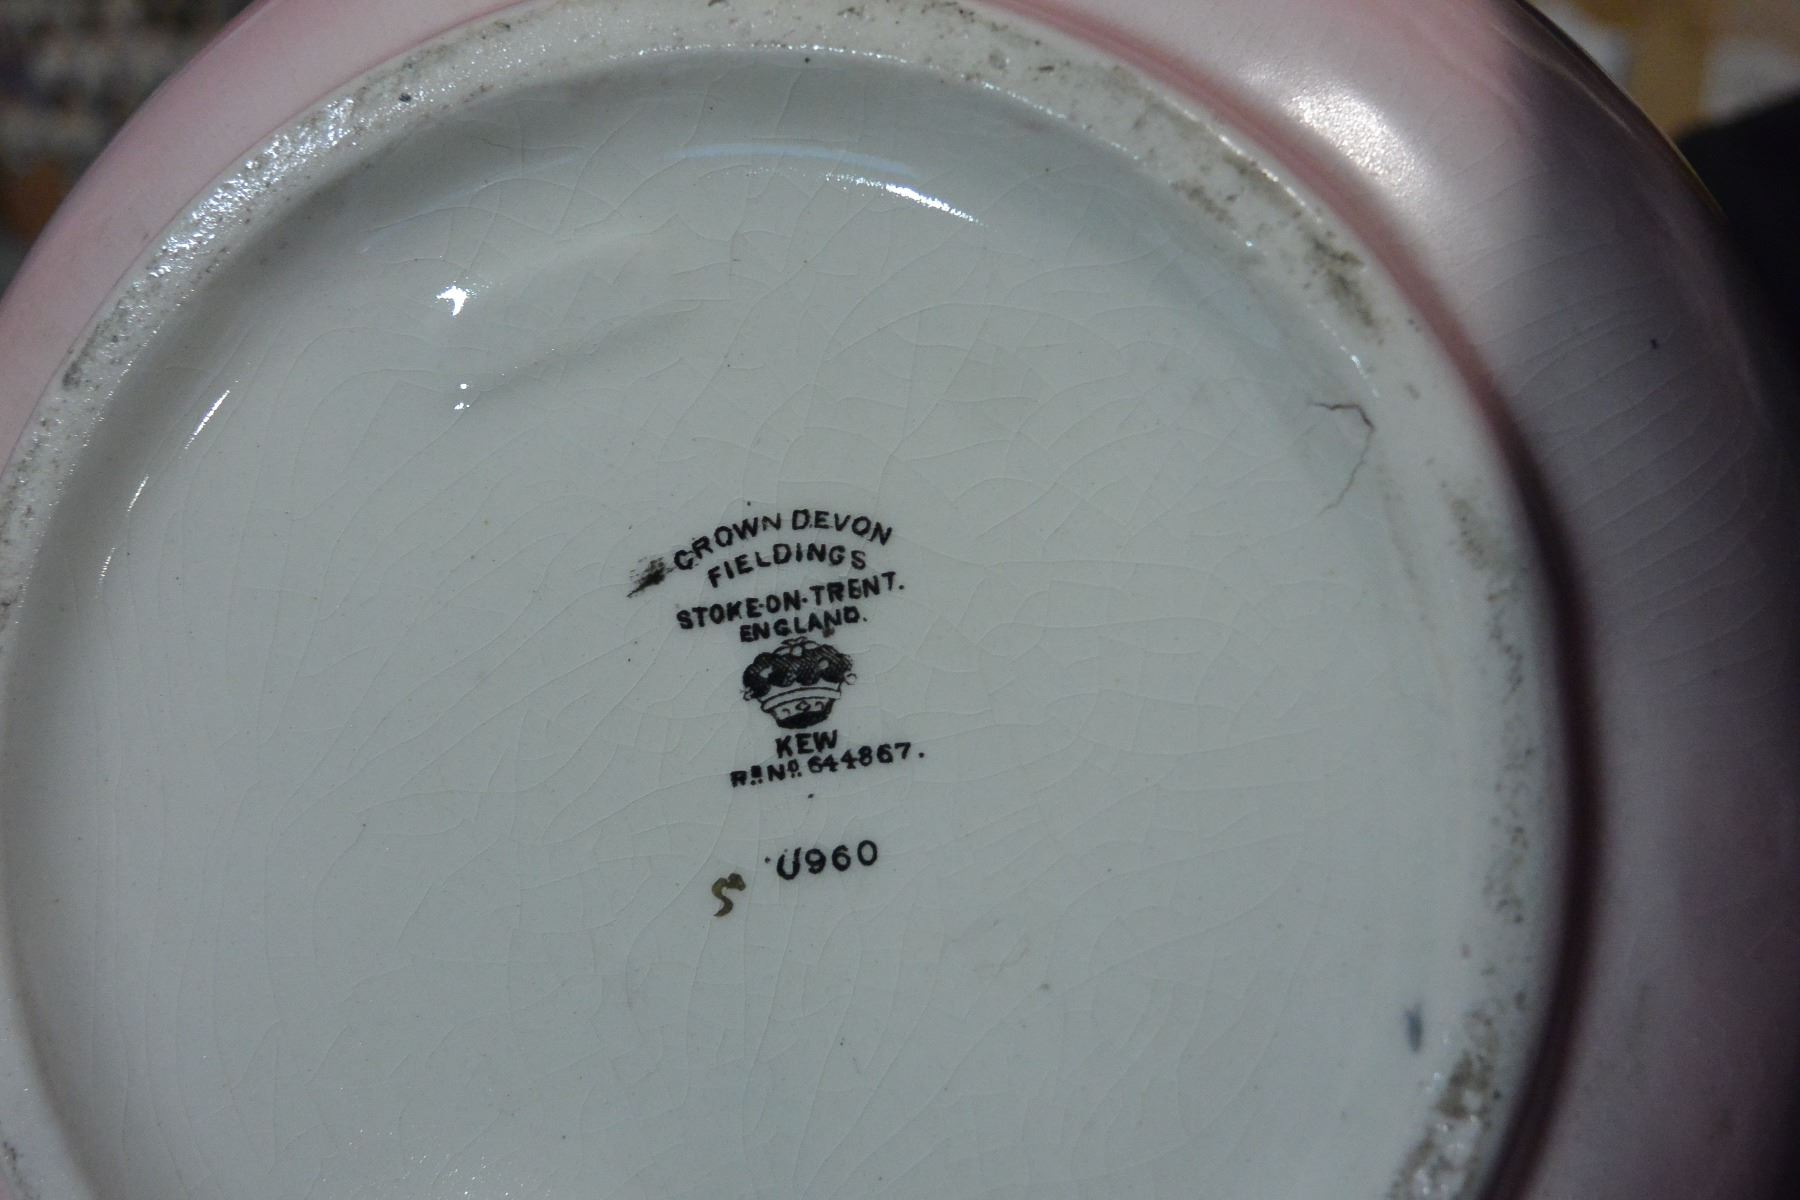 CROWN DEVON
FIELDINGS
STOKE-ON-TRENT.
ENGLAND.
KEW
Rᴰ Nº 644867.
U960
S